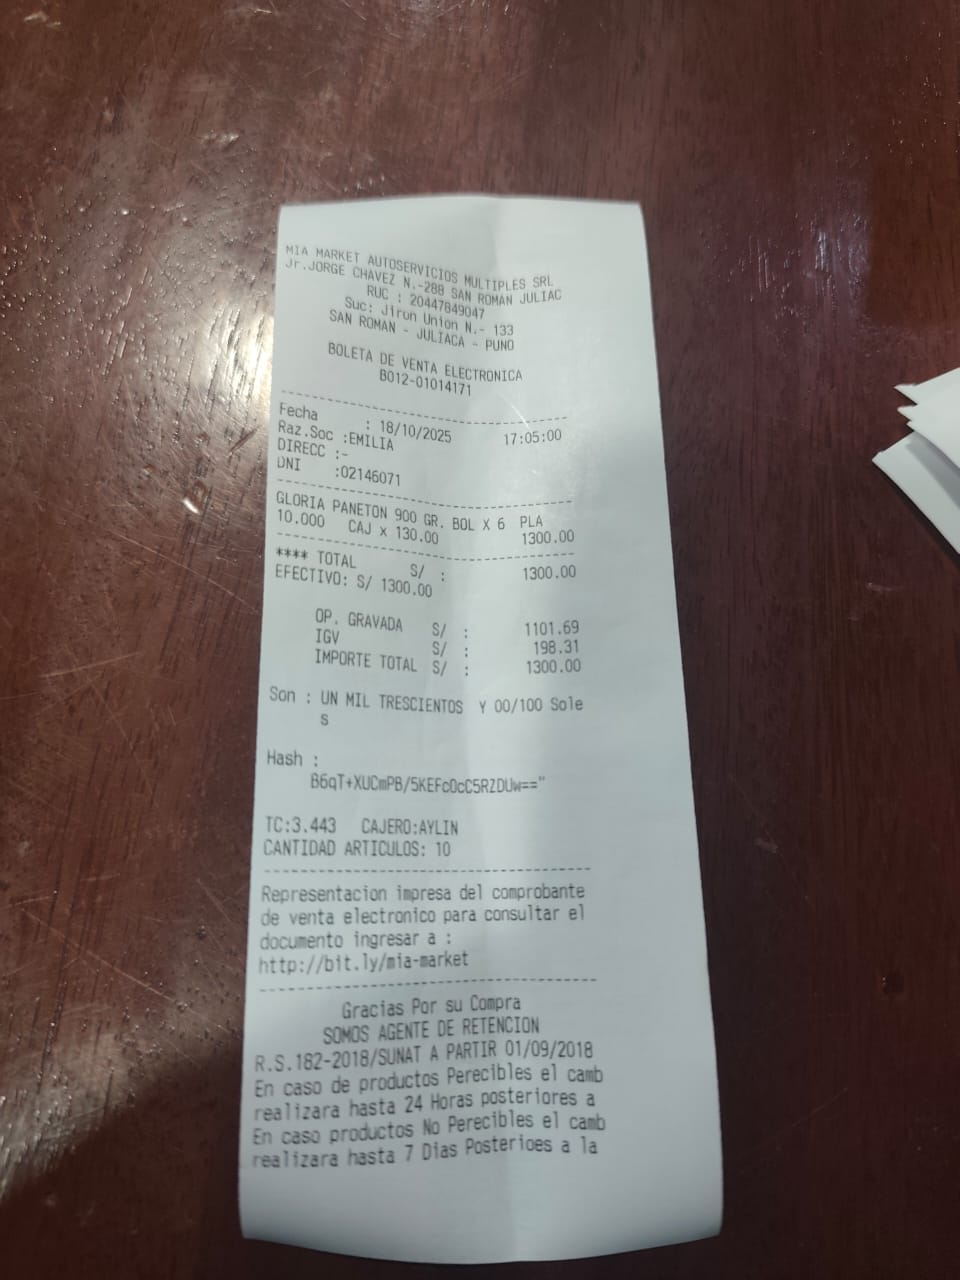 MIA MARKET AUTOSERVICIOS MULTIPLES SRL
Jr.JORGE CHAVEZ N.-288 SAN ROMAN JULIAC
RUC : 20447849047
Suc: Jiron Union N.- 133
SAN ROMAN - JULIACA - PUNO
BOLETA DE VENTA ELECTRONICA
B012-01014171
Fecha : 18/10/2025 17:05:00
Raz.Soc :EMILIA
DIRECC :-
DNI :02146071
GLORIA PANETON 900 GR. BOL X 6 PLA
10.000 CAJ x 130.00 1300.00
**** TOTAL S/ : 1300.00
EFECTIVO: S/ 1300.00
OP. GRAVADA S/ : 1101.69
IGV S/ : 198.31
IMPORTE TOTAL S/ : 1300.00
Son : UN MIL TRESCIENTOS Y 00/100 Sole
s
Hash :
B6qT+XUCmPB/5KEFcOcC5RZDUw=="
TC:3.443 CAJERO:AYLIN
CANTIDAD ARTICULOS: 10
Representacion impresa del comprobante
de venta electronico para consultar el
documento ingresar a :
http://bit.ly/mia-market
Gracias Por su Compra
SOMOS AGENTE DE RETENCION
R.S.182-2018/SUNAT A PARTIR 01/09/2018
En caso de productos Perecibles el camb
realizara hasta 24 Horas posteriores a
En caso productos No Perecibles el camb
realizara hasta 7 Dias Posterioes a la